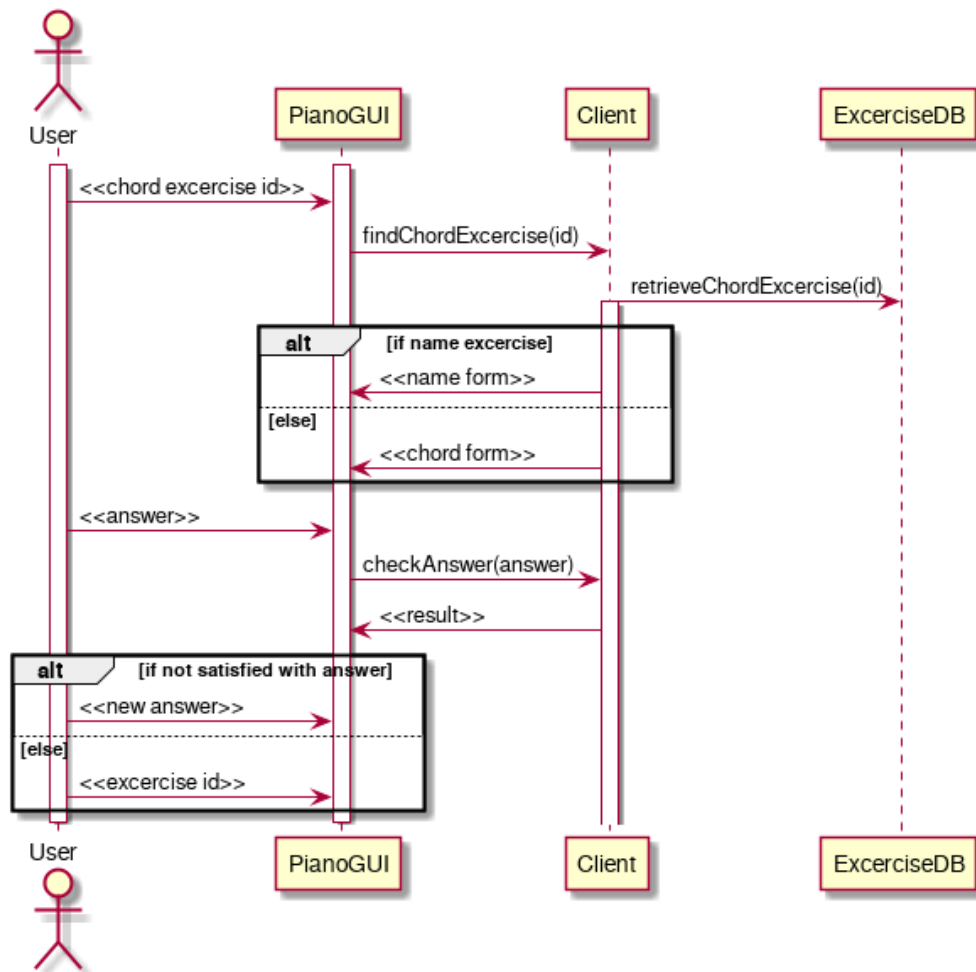 User
PianoGUI
Client
ExcerciseDB
<<chord excercise id>>
findChordExcercise(id)
retrieveChordExcercise(id)
alt
[if name excercise]
<<name form>>
[else]
<<chord form>>
<<answer>>
checkAnswer(answer)
<<result>>
alt
[if not satisfied with answer]
<<new answer>>
[else]
<<excercise id>>
User
PianoGUI
Client
ExcerciseDB